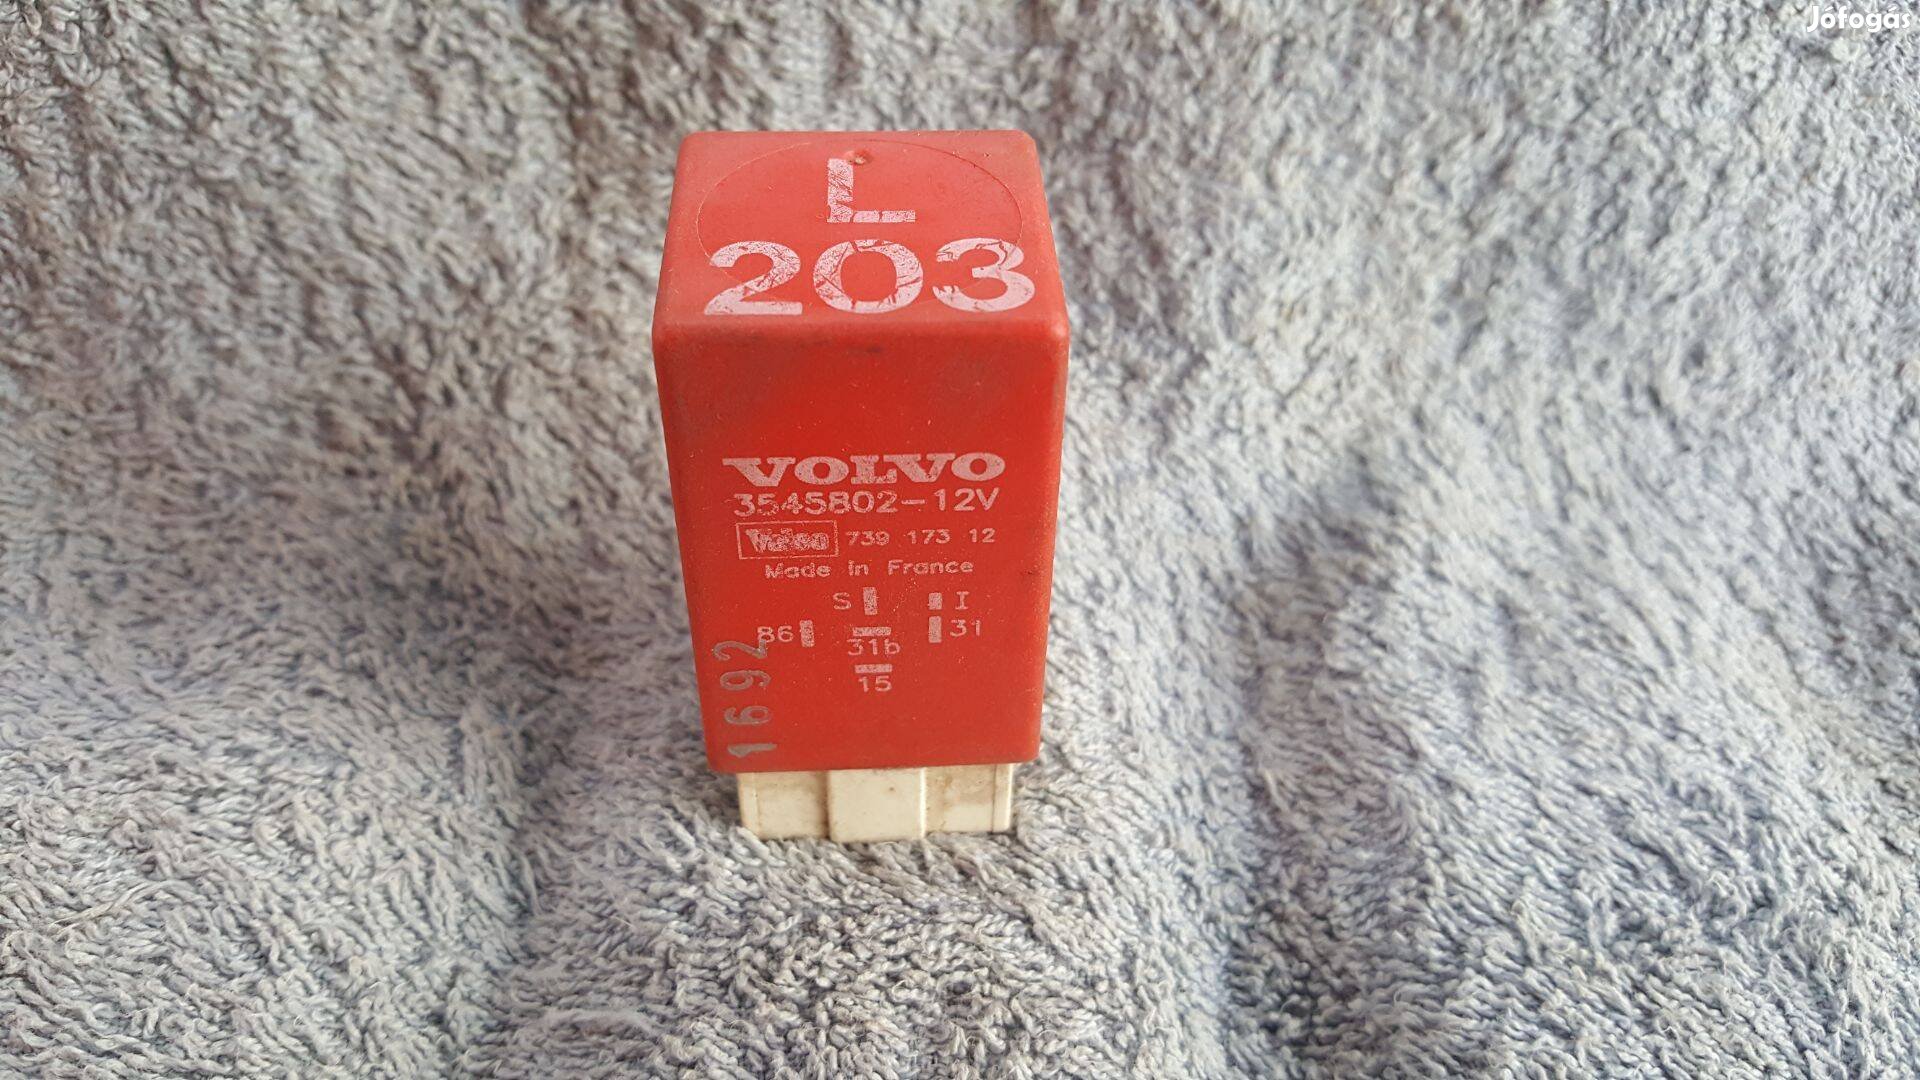 Jófogás
L
203
VOLVO
3545802-12V
Valeo 739 173 12
Made in France
S I
86 31b 31
15
1692